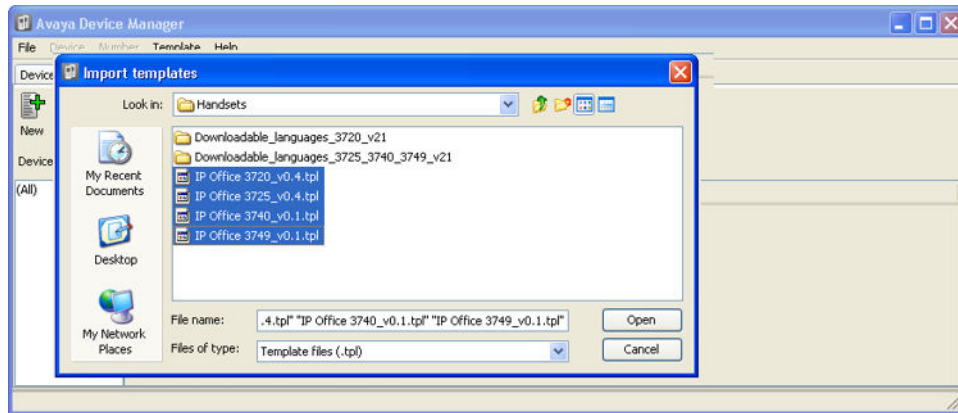 Avaya Device Manager
File Device Number Template Help
Device
Import templates
Look in: Handsets
New
Device
(All)
My Recent
Documents
Desktop
My Network
Places
Downloadable_languages_3720_v21
Downloadable_languages_3725_3740_3749_v21
IP Office 3720_v0.4.tpl
IP Office 3725_v0.4.tpl
IP Office 3740_v0.1.tpl
IP Office 3749_v0.1.tpl
File name: .4.tpl" "IP Office 3740_v0.1.tpl" "IP Office 3749_v0.1.tpl" Open
Files of type: Template files (.tpl) Cancel